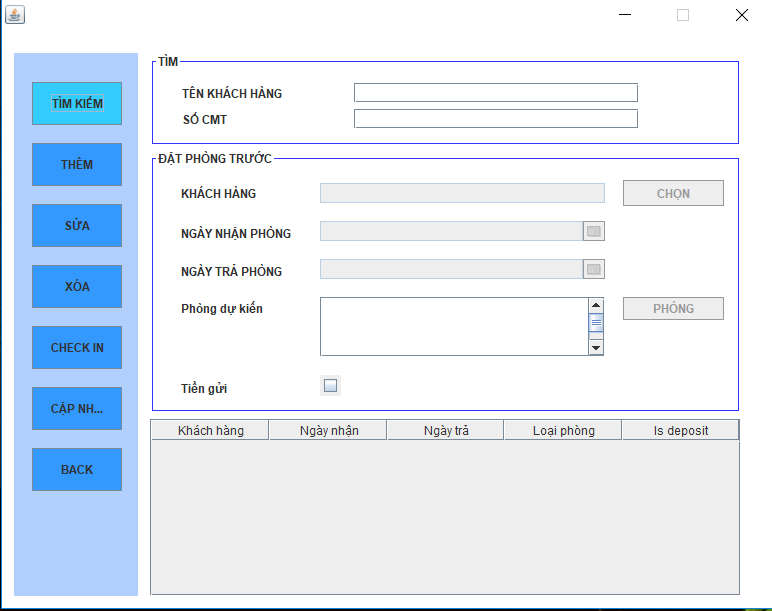 TÌM KIẾM
THÊM
SỬA
XÓA
CHECK IN
CẬP NH...
BACK
TÌM
TÊN KHÁCH HÀNG
SỐ CMT
ĐẶT PHÒNG TRƯỚC
KHÁCH HÀNG
CHỌN
NGÀY NHẬN PHÒNG
NGÀY TRẢ PHÒNG
Phòng dự kiến
PHÒNG
Tiền gửi
Khách hàng Ngày nhận Ngày trả Loại phòng Is deposit